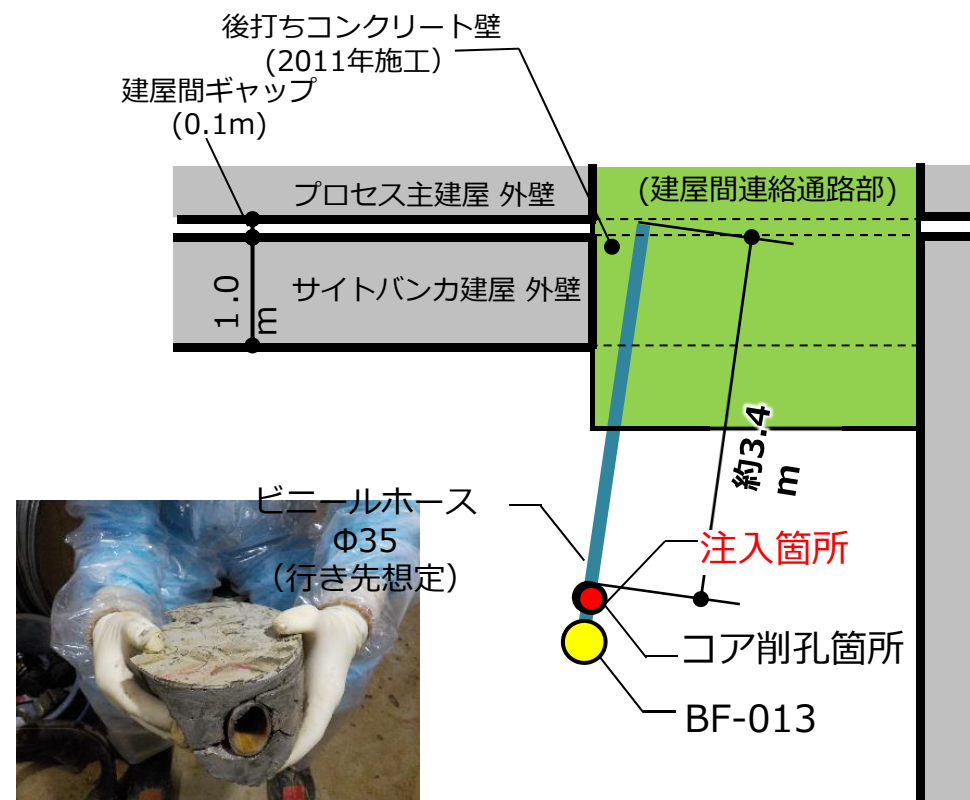 後打ちコンクリート壁
(2011年施工）
建屋間ギャップ
(0.1m)
プロセス主建屋 外壁
(建屋間連絡通路部)
サイトバンカ建屋 外壁
1.0
m
約3.4
m
ビニールホース
Φ35
（行き先想定）
注入箇所
コア削孔箇所
BF-013